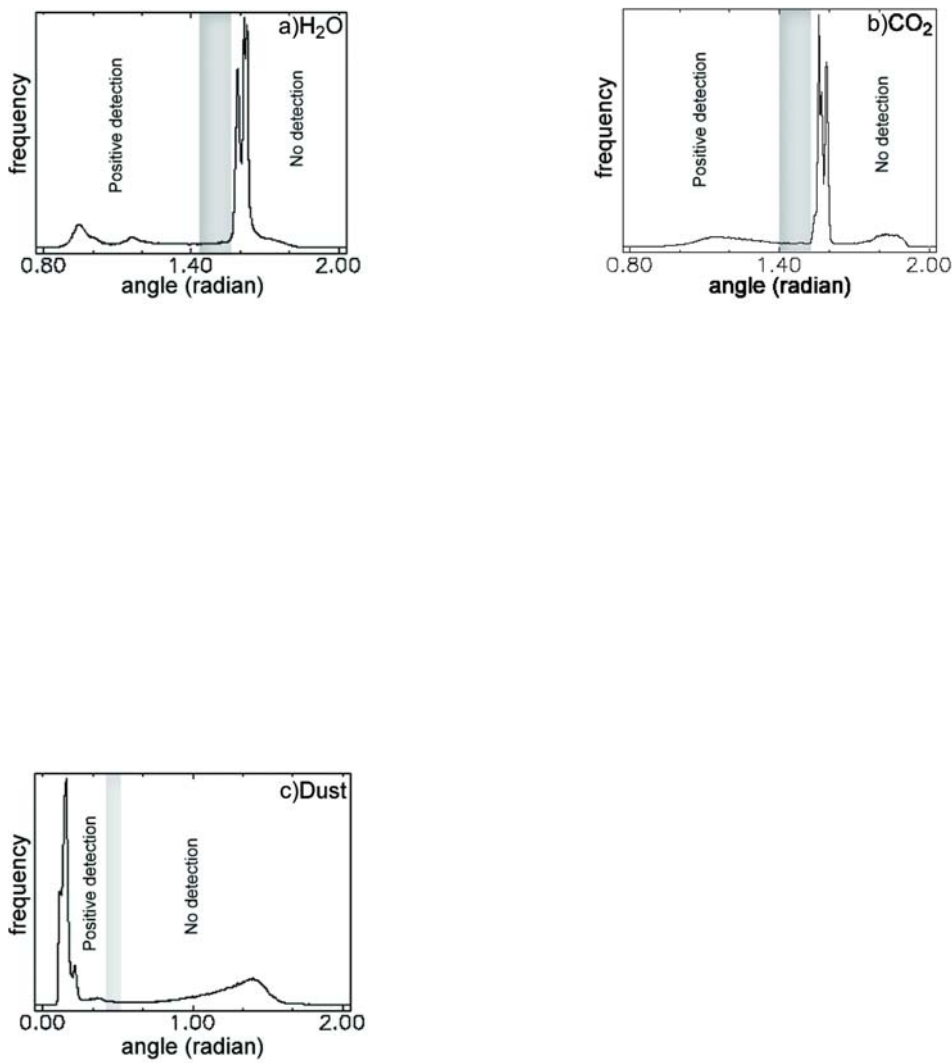 a)H₂O
frequency
Positive detection
No detection
0.80 1.40 2.00
angle (radian)
b)CO₂
frequency
Positive detection
No detection
0.80 1.40 2.00
angle (radian)
c)Dust
frequency
Positive detection
No detection
0.00 1.00 2.00
angle (radian)